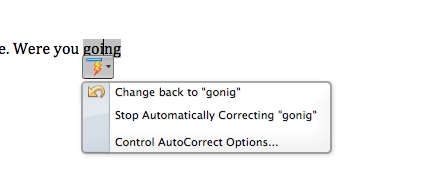 e. Were you going
Change back to "gonig"
Stop Automatically Correcting "gonig"
Control AutoCorrect Options...